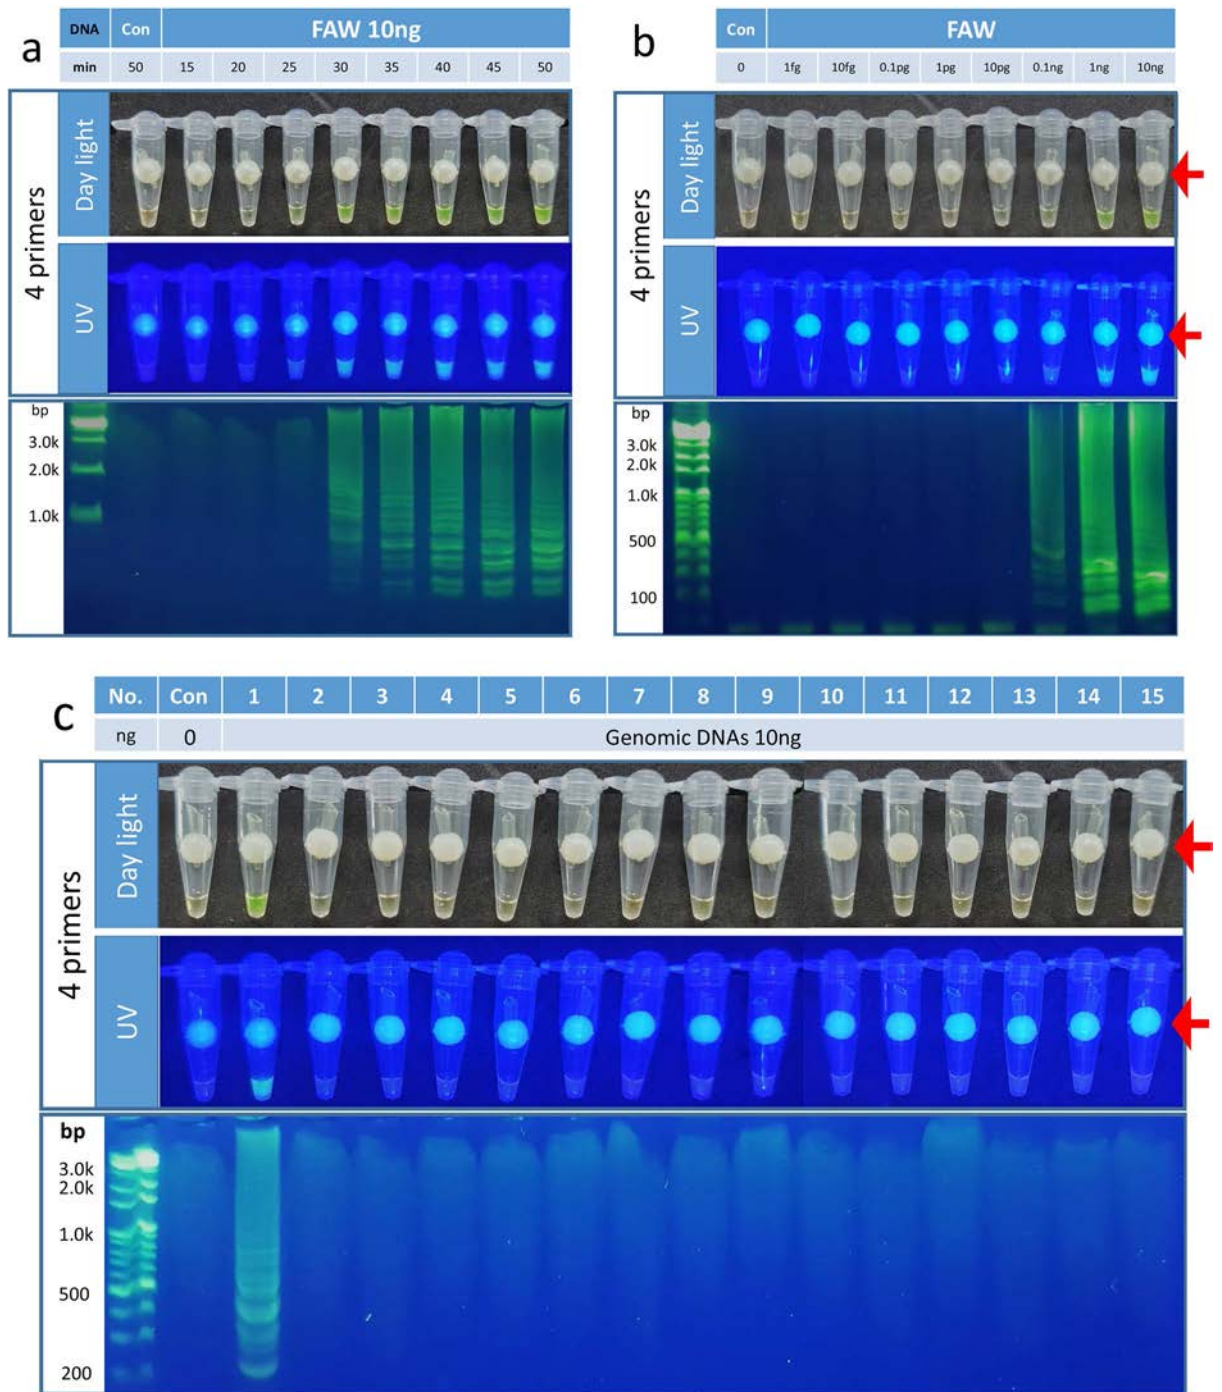 a
DNA Con FAW 10ng
min 50 15 20 25 30 35 40 45 50
4 primers
Day light
UV
bp
3.0k
2.0k
1.0k
b
Con FAW
0 1fg 10fg 0.1pg 1pg 10pg 0.1ng 1ng 10ng
4 primers
Day light
UV
bp
3.0k
2.0k
1.0k
500
100
c
No. Con 1 2 3 4 5 6 7 8 9 10 11 12 13 14 15
ng 0 Genomic DNAs 10ng
4 primers
Day light
UV
bp
3.0k
2.0k
1.0k
500
200